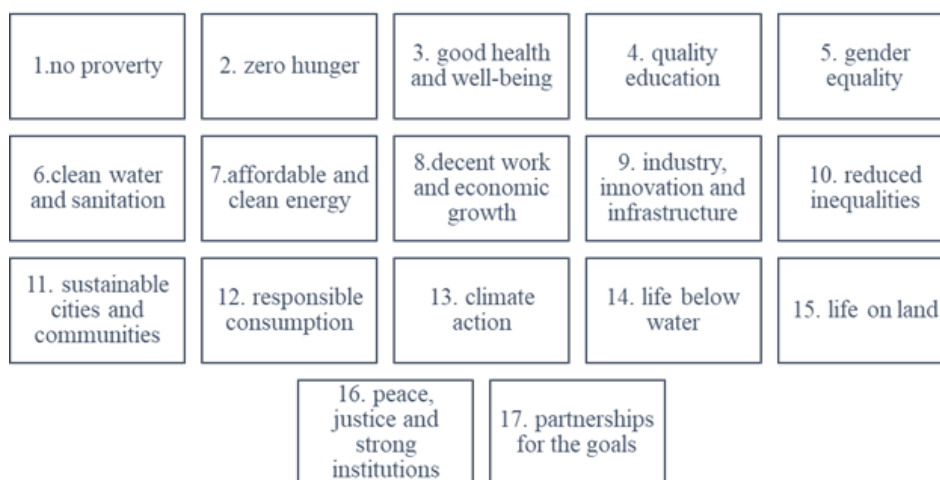 1.no proverty
2. zero hunger
3. good health
and well-being
4. quality
education
5. gender
equality
6.clean water
and sanitation
7.affordable and
clean energy
8.decent work
and economic
growth
9. industry,
innovation and
infrastructure
10. reduced
inequalities
11. sustainable
cities and
communities
12. responsible
consumption
13. climate
action
14. life below
water
15. life on land
16. peace,
justice and
strong
institutions
17. partnerships
for the goals